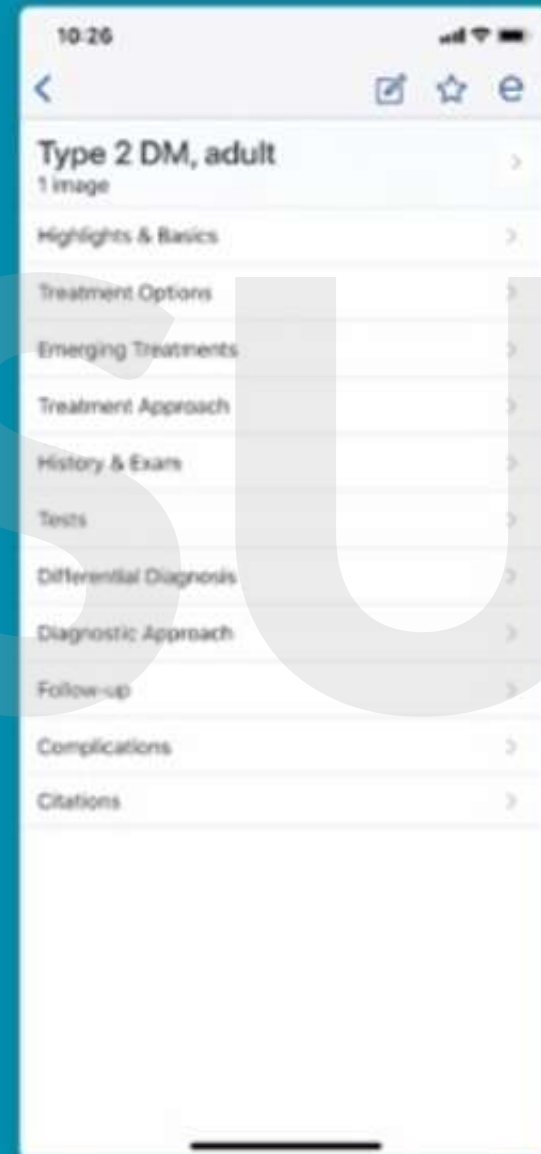 10:26
e
Type 2 DM, adult
1 image
Highlights & Basics
Treatment Options
Emerging Treatments
Treatment Approach
History & Exam
Tests
Differential Diagnosis
Diagnostic Approach
Follow-up
Complications
Citations
SU